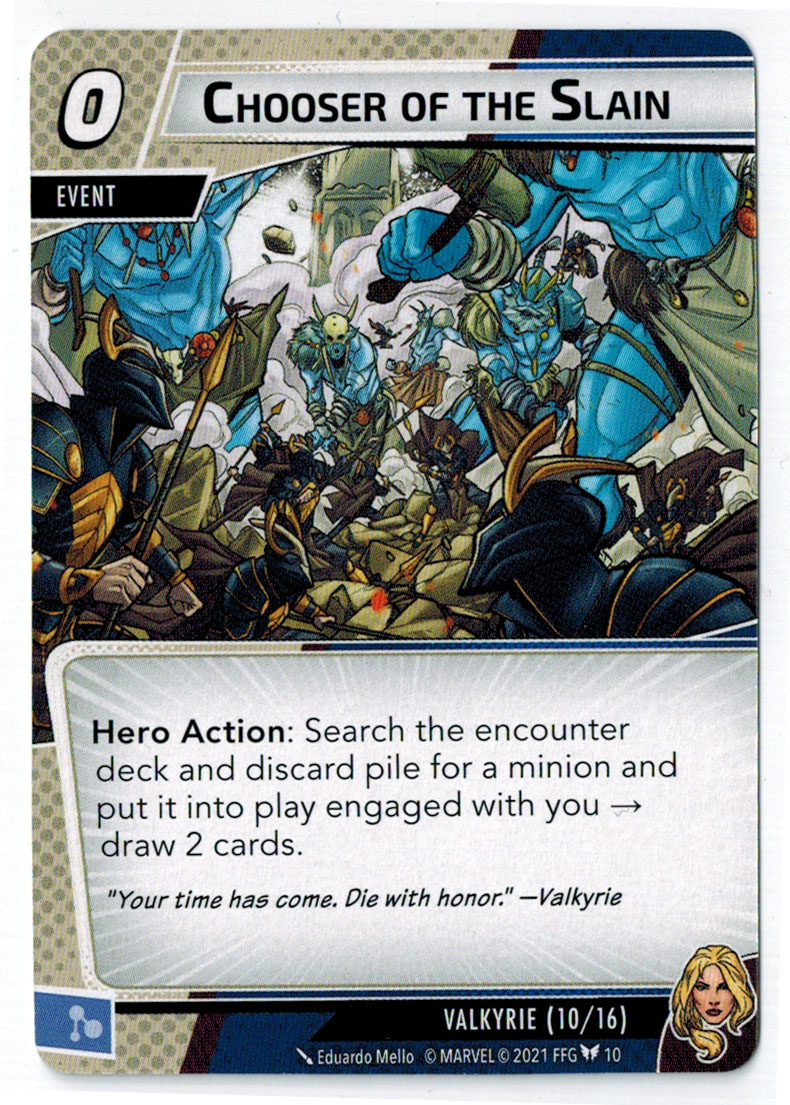 0
CHOOSER OF THE SLAIN
EVENT
Hero Action: Search the encounter
deck and discard pile for a minion and
put it into play engaged with you →
draw 2 cards.
"Your time has come. Die with honor." —Valkyrie
VALKYRIE (10/16)
Eduardo Mello © MARVEL © 2021 FFG 10